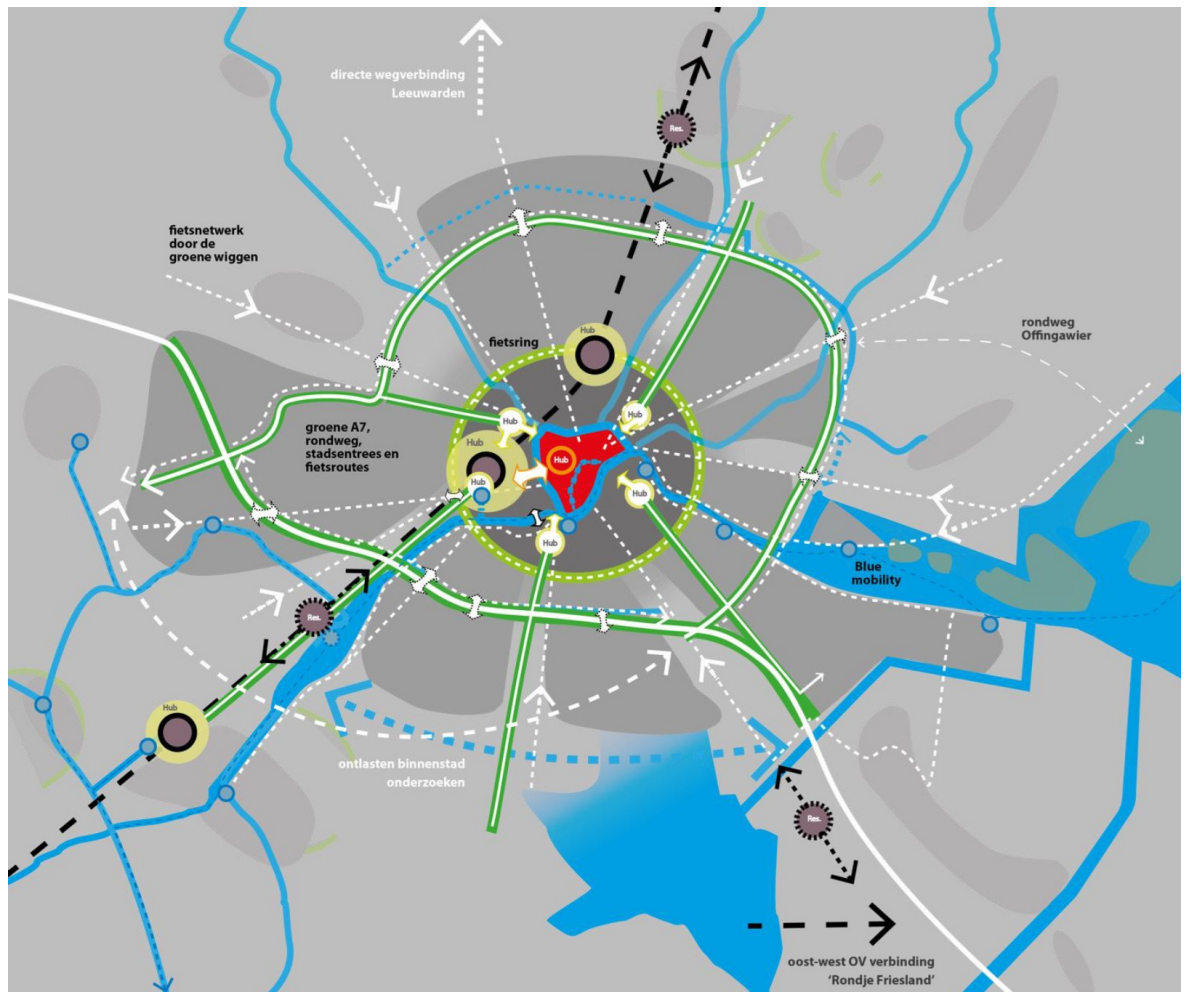 directe wegverbinding
Leeuwarden
Res.
fietsnetwerk
door de
groene wiggen
rondweg
Offingawier
Hub
fietsring
Hub
Hub
groene A7,
rondweg,
stadsentrees en
fietsroutes
Hub
Hub
Hub
Hub
Hub
Blue
mobility
Res.
Hub
ontlasten binnenstad
onderzoeken
Res.
oost-west OV verbinding
‘Rondje Friesland’